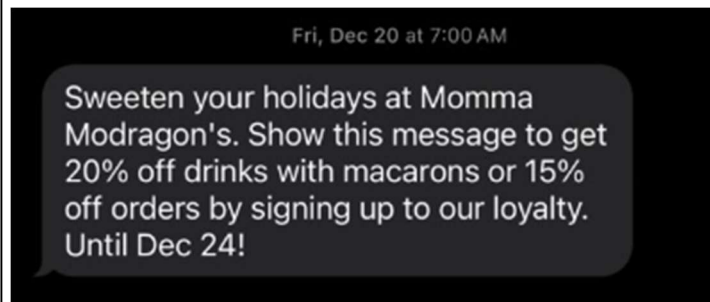 Fri, Dec 20 at 7:00 AM
Sweeten your holidays at Momma
Modragon's. Show this message to get
20% off drinks with macarons or 15%
off orders by signing up to our loyalty.
Until Dec 24!